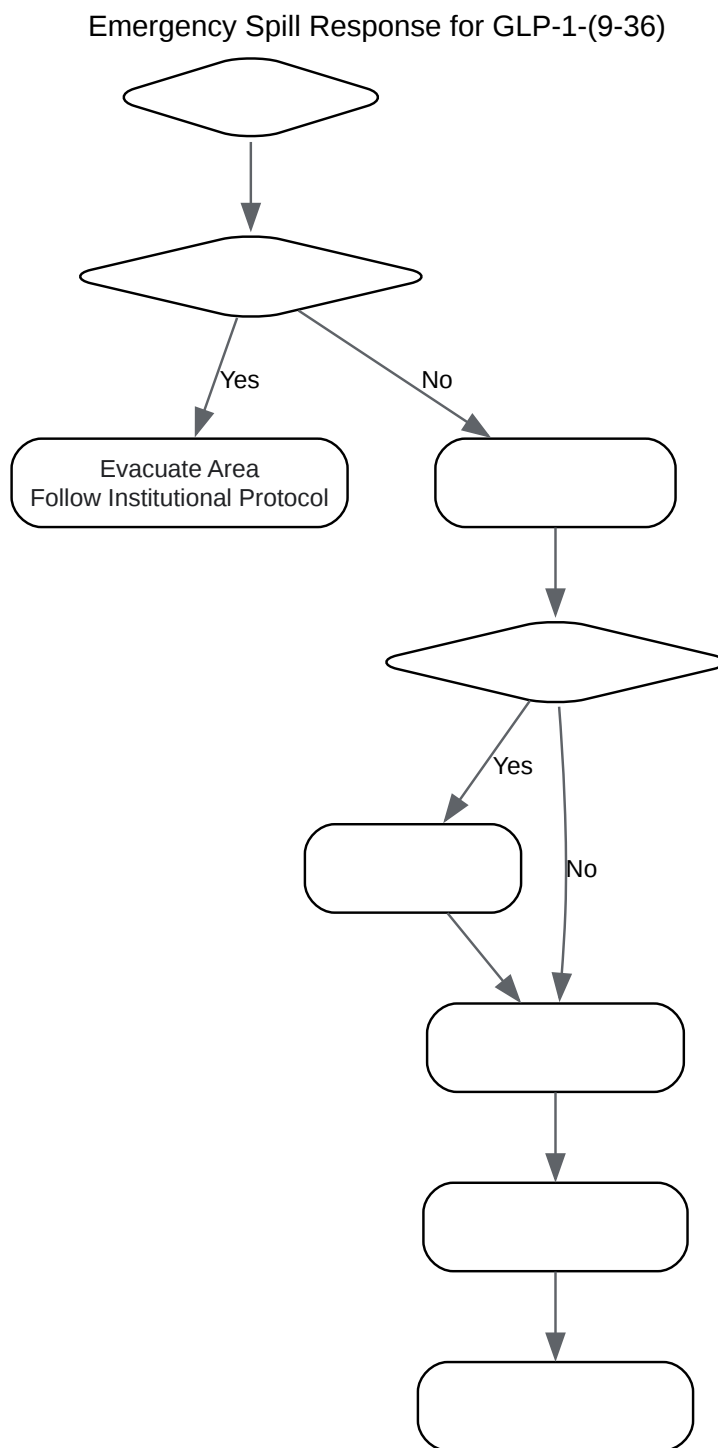 Emergency Spill Response for GLP-1-(9-36)
Yes
No
Evacuate Area
Follow Institutional Protocol
Yes
No